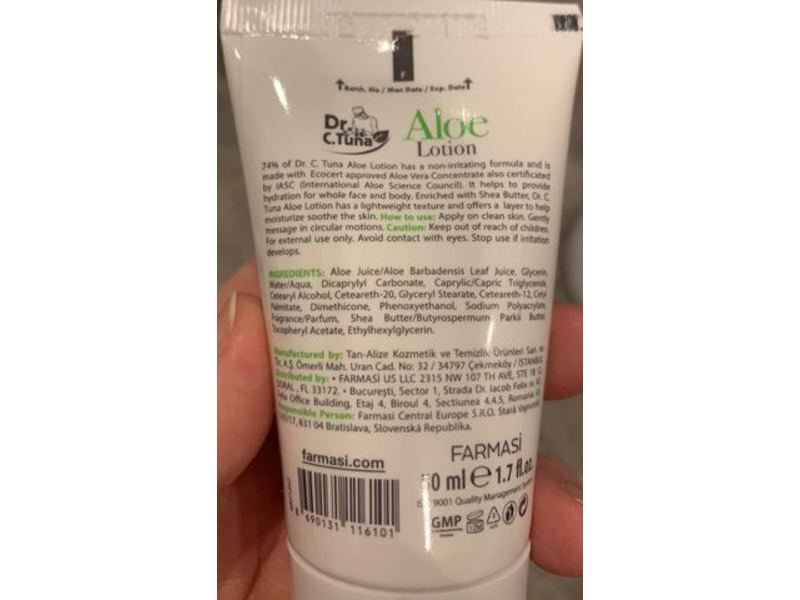 F
Batch. No / Man Date / Exp. Date
Dr.
C.Tuna
Aloe
Lotion
74% of Dr. C. Tuna Aloe Lotion has a non-irritating formula and is
made with Ecocert approved Aloe Vera Concentrate also certificated
by IASC (International Aloe Science Council). It helps to provide
hydration for whole face and body. Enriched with Shea Butter, Dr. C.
Tuna Aloe Lotion has a lightweight texture and offers a layer to help
moisturize soothe the skin. How to use: Apply on clean skin. Gently
message in circular motions. Caution: Keep out of reach of children.
For external use only. Avoid contact with eyes. Stop use if irritation
develops.
INGREDIENTS: Aloe Juice/Aloe Barbadensis Leaf Juice, Glycerin,
Water/Aqua, Dicaprylyl Carbonate, Caprylic/Capric Triglyceride,
Cetearyl Alcohol, Ceteareth-20, Glyceryl Stearate, Ceteareth-12, Cetyl
Palmitate, Dimethicone, Phenoxyethanol, Sodium Polyacrylate,
Fragrance/Parfum, Shea Butter/Butyrospermum Parkii Butter,
Tocopheryl Acetate, Ethylhexylglycerin.
Manufactured by: Tan-Alize Kozmetik ve Temizlik Ürünleri San. ve
Tic. A.Ş. Ömerli Mah. Uran Cad. No: 32 / 34797 Çekmeköy / İSTANBUL
Distributed by: • FARMASI US LLC 2315 NW 107 TH AVE, STE
DORAL, FL 33172. • Bucureşti, Sector 1, Strada Dr. Iacob Felix nr.
Office Building, Etaj 4, Biroul 4, Sectiunea 4.4.5, Romania
Responsible Person: Farmasi Central Europe S.R.O. Stará Vajnorská
831 04 Bratislava, Slovenská Republika.
farmasi.com
FARMASİ
50 ml e 1.7 fl.oz.
9001 Quality Management System
GMP
8 690131 116101